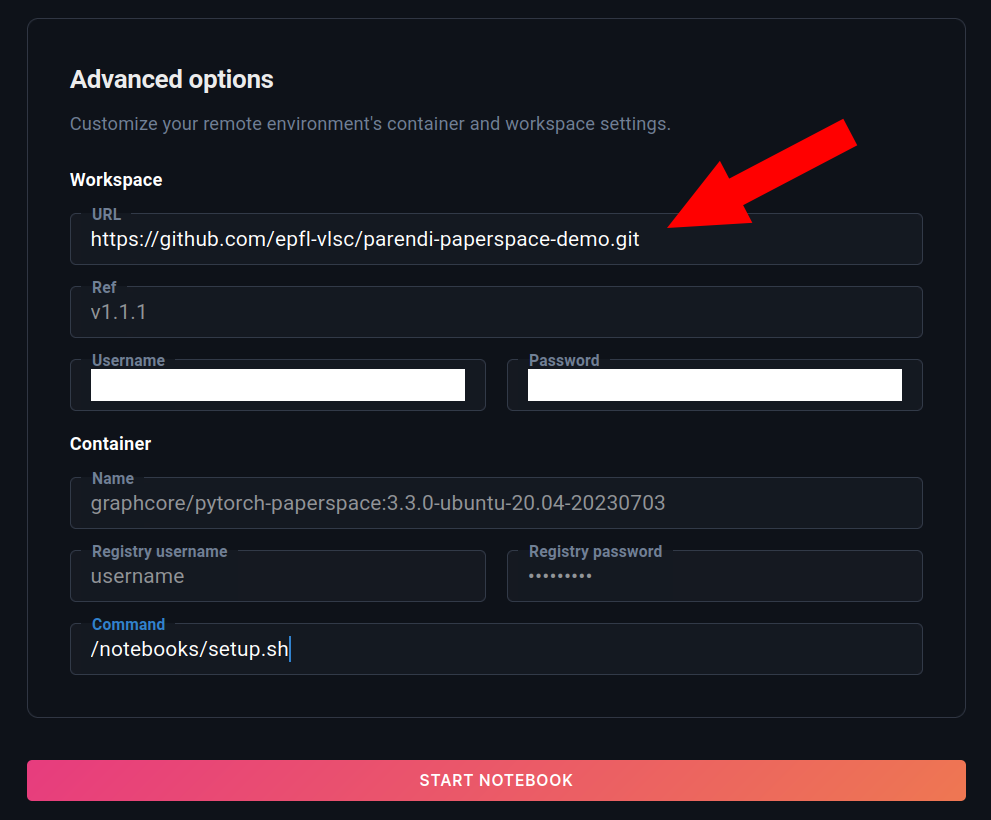 Advanced options
Customize your remote environment's container and workspace settings.
Workspace
URL
https://github.com/epfl-vlsc/parendi-paperspace-demo.git
Ref
v1.1.1
Username
Password
Container
Name
graphcore/pytorch-paperspace:3.3.0-ubuntu-20.04-20230703
Registry username
username
Registry password
•••••••••
Command
/notebooks/setup.sh
START NOTEBOOK